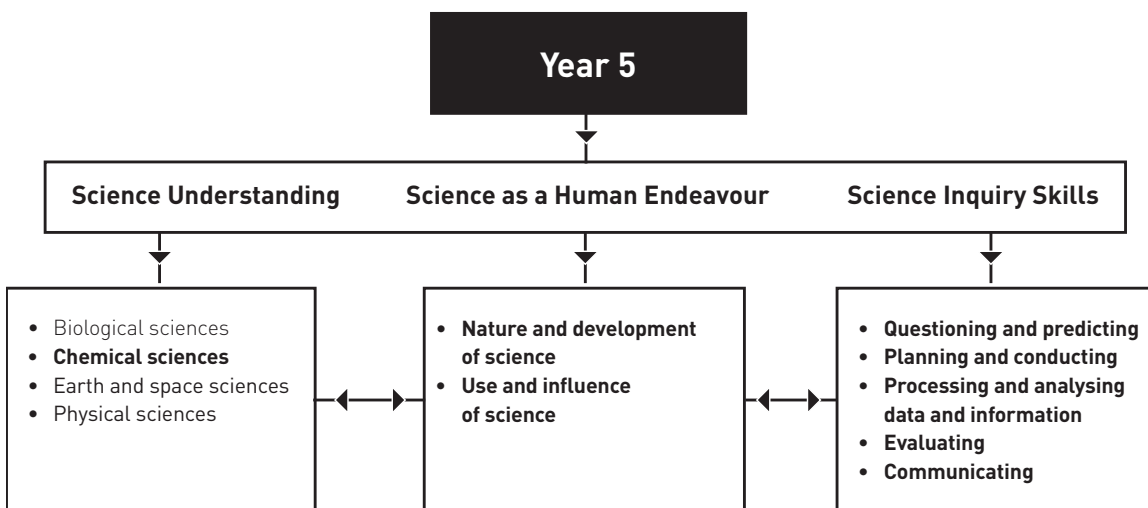 Year 5
Science Understanding
Science as a Human Endeavour
Science Inquiry Skills
• Biological sciences
• Chemical sciences
• Earth and space sciences
• Physical sciences
• Nature and development
of science
• Use and influence
of science
• Questioning and predicting
• Planning and conducting
• Processing and analysing
data and information
• Evaluating
• Communicating